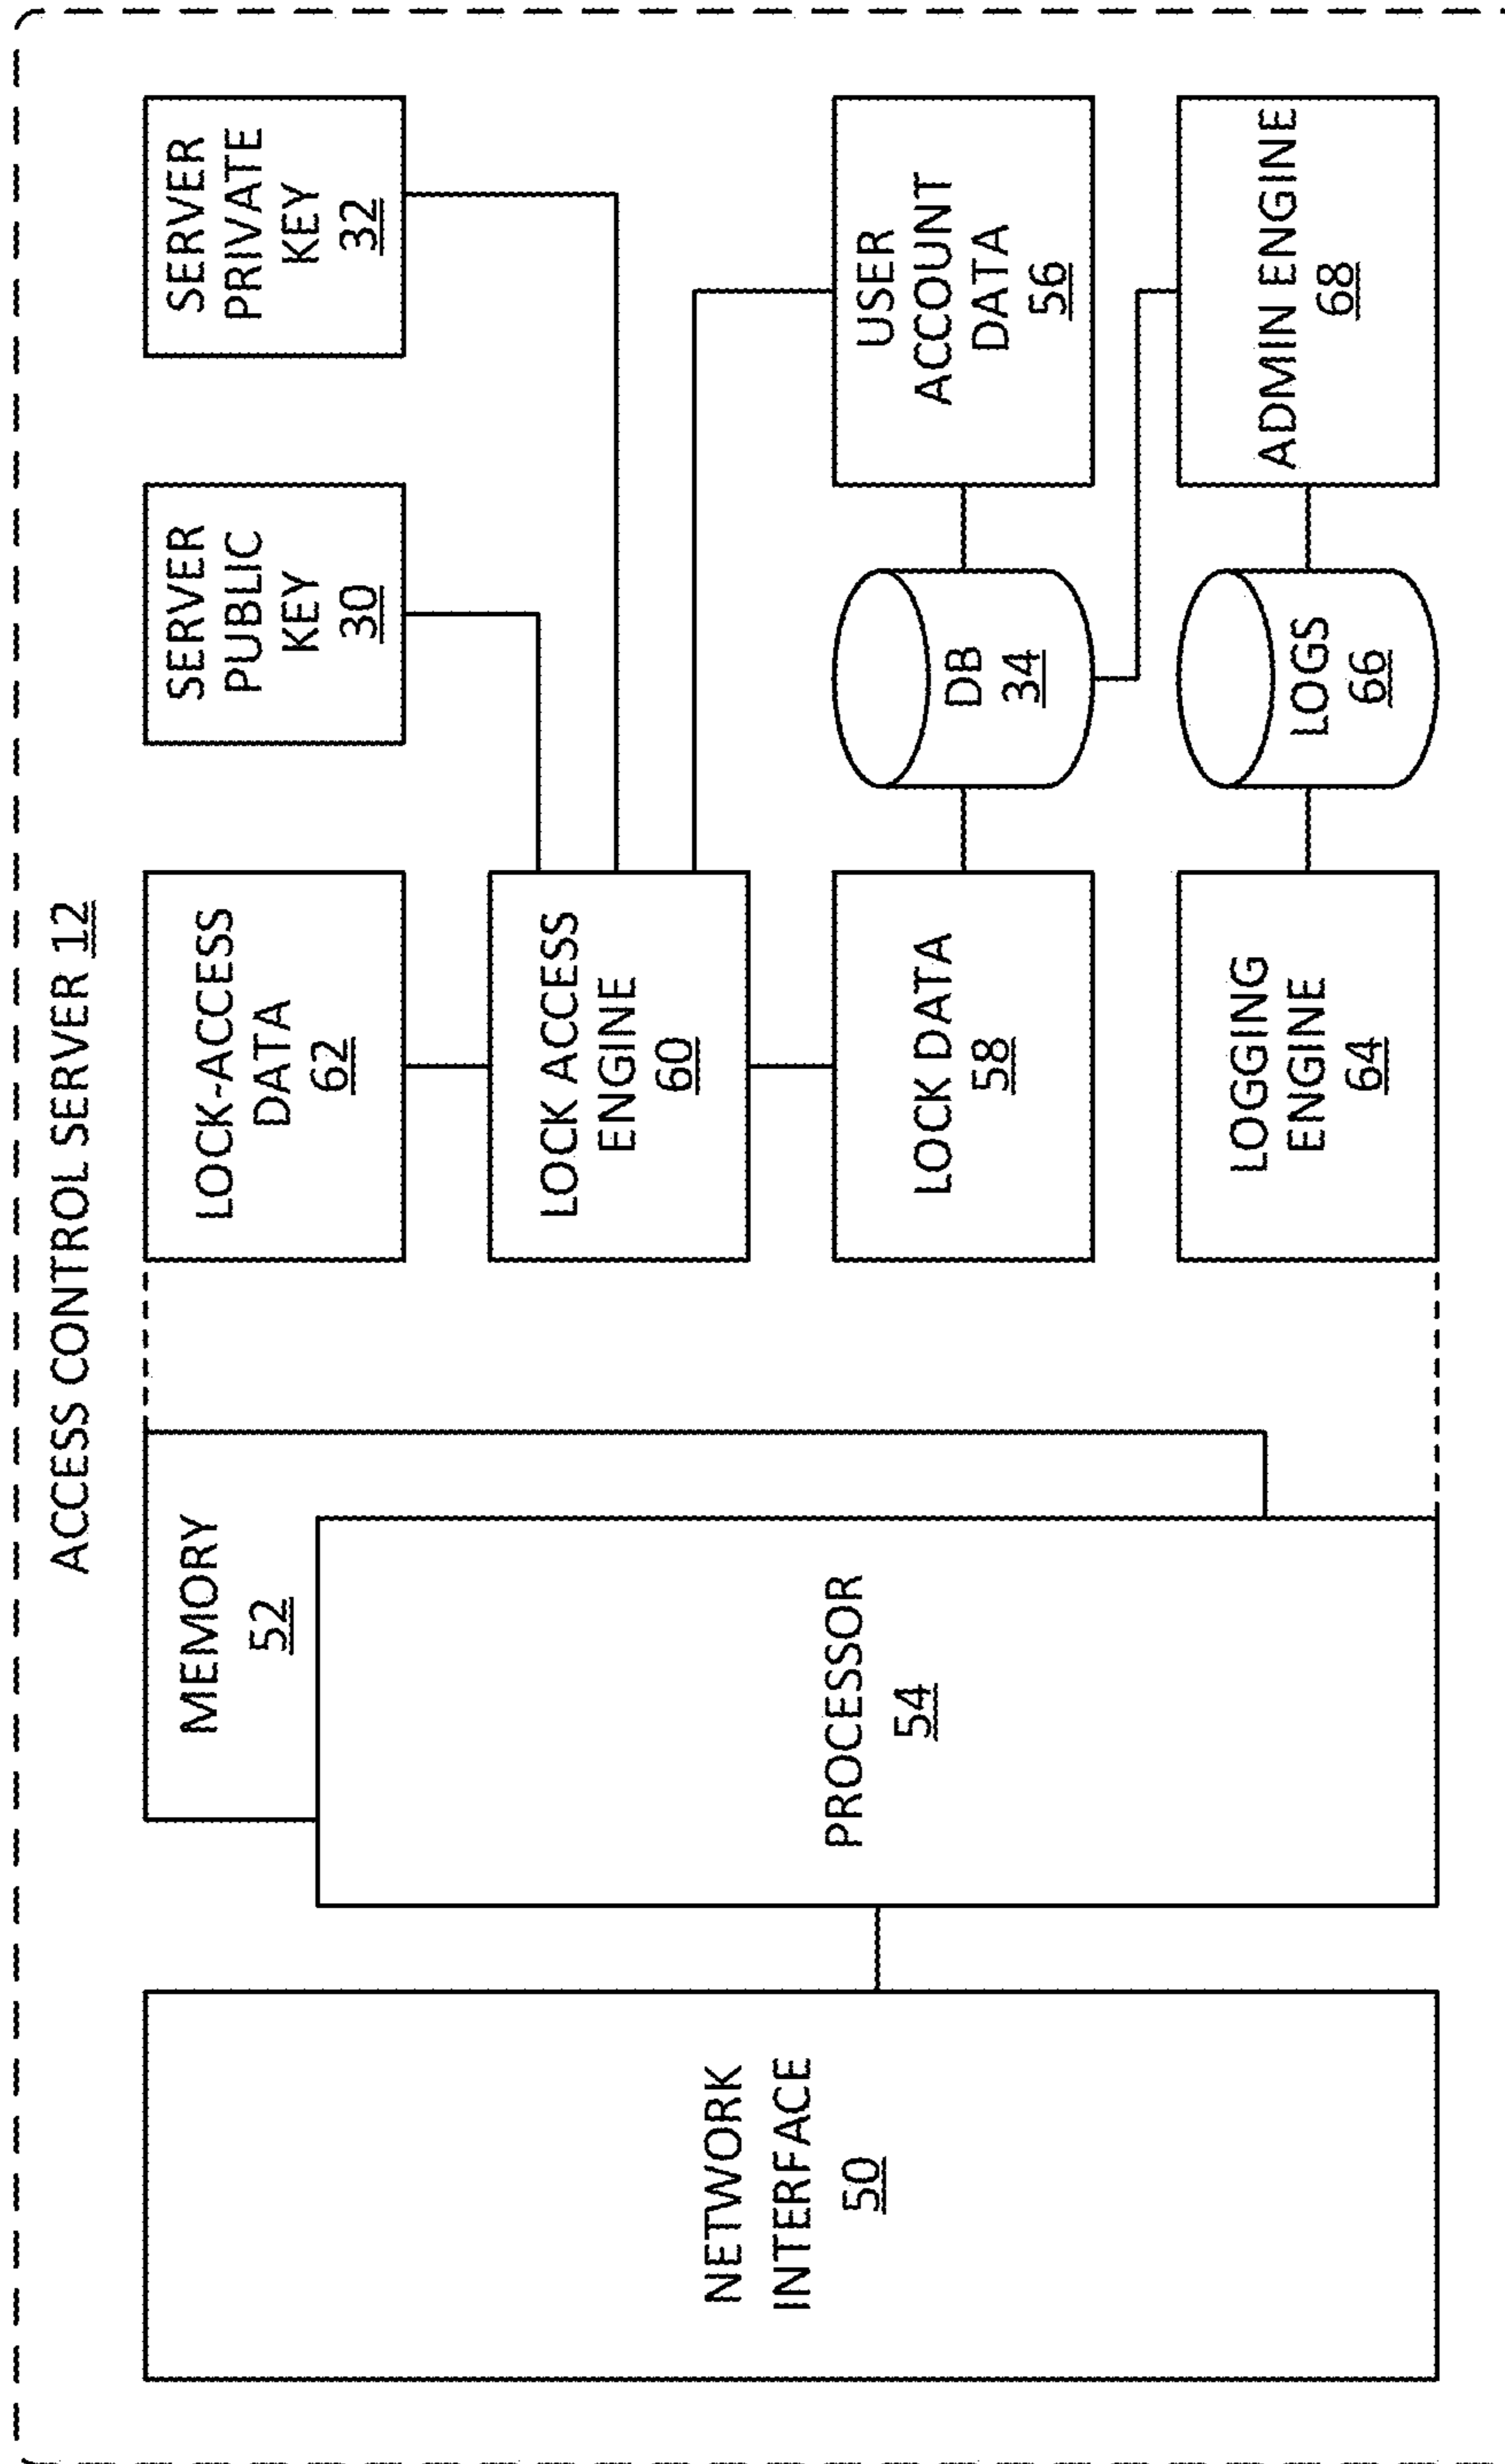 ACCESS CONTROL SERVER 12
NETWORK
INTERFACE
50
MEMORY
52
PROCESSOR
54
LOCK-ACCESS
DATA
62
SERVER
PUBLIC
KEY
30
SERVER
PRIVATE
KEY
32
LOCK ACCESS
ENGINE
60
LOCK DATA
58
DB
34
USER
ACCOUNT
DATA
56
LOGGING
ENGINE
64
LOGS
66
ADMIN ENGINE
68